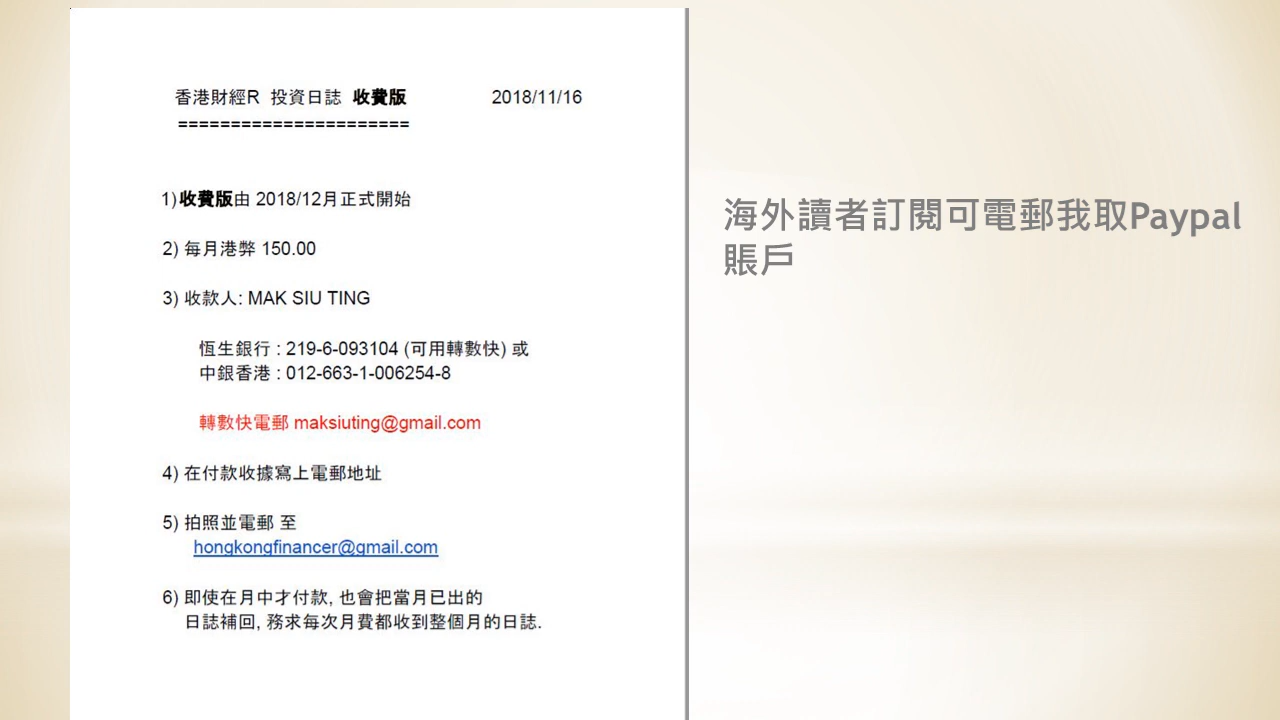 香港財經R 投資日誌 收費版 2018/11/16
======================
1)收費版由 2018/12月正式開始
2) 每月港弊 150.00
3) 收款人: MAK SIU TING
恆生銀行 : 219-6-093104 (可用轉數快) 或
中銀香港 : 012-663-1-006254-8
轉數快電郵 maksiuting@gmail.com
4) 在付款收據寫上電郵地址
5) 拍照並電郵 至
hongkongfinancer@gmail.com
6) 即使在月中才付款, 也會把當月已出的
日誌補回, 務求每次月費都收到整個月的日誌.
海外讀者訂閱可電郵我取Paypal
賬戶